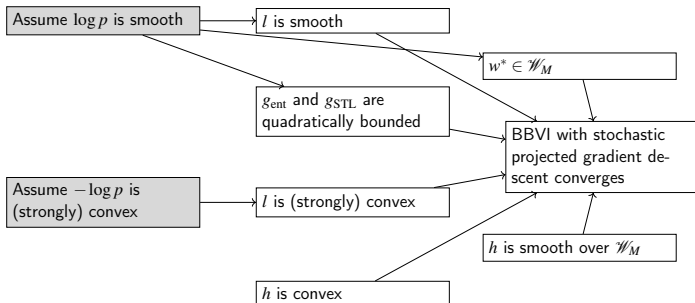 Assume log p is smooth
l is smooth
w* ∈ 𝒲_M
g_ent and g_STL are
quadratically bounded
BBVI with stochastic
projected gradient de-
scent converges
Assume − log p is
(strongly) convex
l is (strongly) convex
h is smooth over 𝒲_M
h is convex